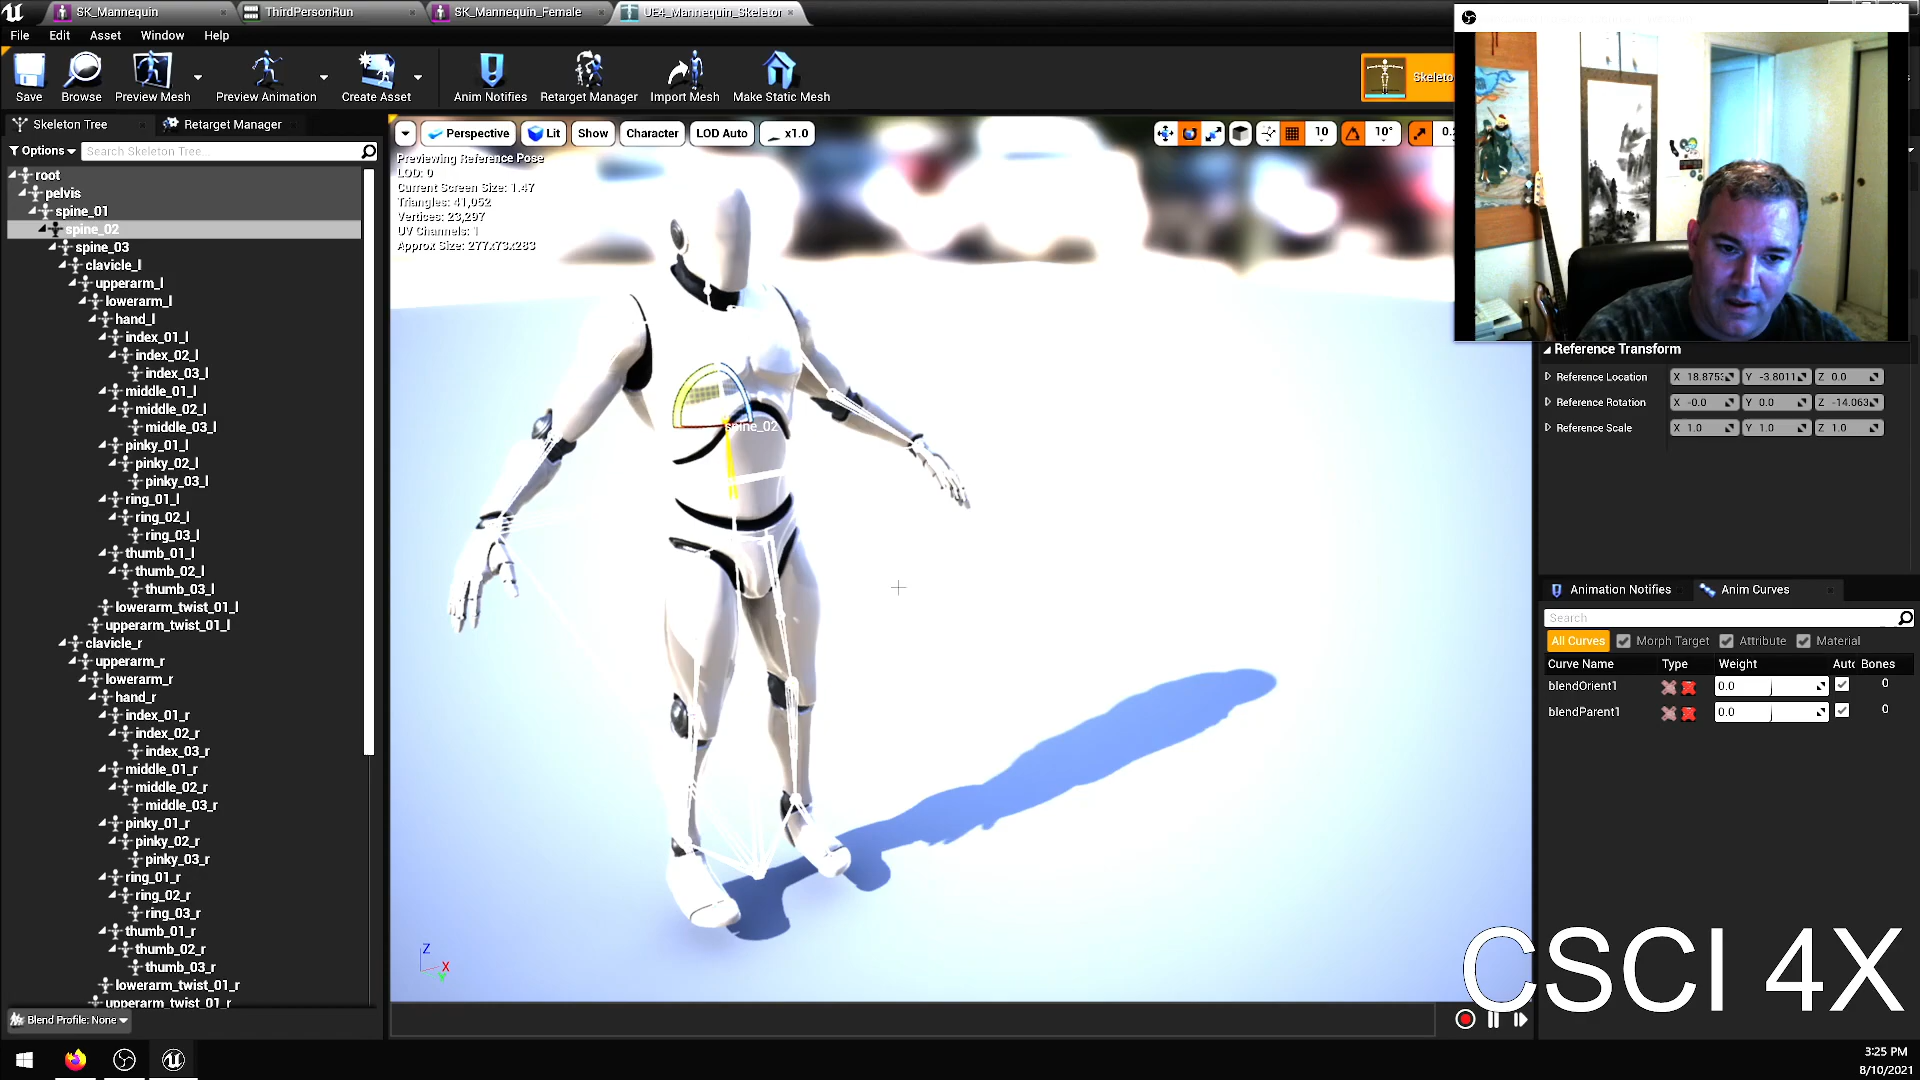 SK_Mannequin
ThirdPersonRun
SK_Mannequin_Female
UE4_Mannequin_Skeletor
File Edit Asset Window Help
Save
Browse
Preview Mesh
Preview Animation
Create Asset
Anim Notifies
Retarget Manager
Import Mesh
Make Static Mesh
Skeleto
Skeleton Tree
Retarget Manager
Options
Search Skeleton Tree...
root
pelvis
spine_01
spine_02
spine_03
clavicle_l
upperarm_l
lowerarm_l
hand_l
index_01_l
index_02_l
index_03_l
middle_01_l
middle_02_l
middle_03_l
pinky_01_l
pinky_02_l
pinky_03_l
ring_01_l
ring_02_l
ring_03_l
thumb_01_l
thumb_02_l
thumb_03_l
lowerarm_twist_01_l
upperarm_twist_01_l
clavicle_r
upperarm_r
lowerarm_r
hand_r
index_01_r
index_02_r
index_03_r
middle_01_r
middle_02_r
middle_03_r
pinky_01_r
pinky_02_r
pinky_03_r
ring_01_r
ring_02_r
ring_03_r
thumb_01_r
thumb_02_r
thumb_03_r
lowerarm_twist_01_r
upperarm_twist_01_r
Blend Profile: None
Perspective Lit Show Character LOD Auto x1.0
10 10° 0.
Previewing Reference Pose
LOD: 0
Current Screen Size: 1.47
Triangles: 41,052
Vertices: 23,297
UV Channels: 1
Approx Size: 277x73x283
spine_02
Z
X
Y
Reference Transform
Reference Location X 18.875 Y -3.8011 Z 0.0
Reference Rotation X -0.0 Y 0.0 Z -14.063
Reference Scale X 1.0 Y 1.0 Z 1.0
Animation Notifies
Anim Curves
Search
All Curves Morph Target Attribute Material
Curve Name Type Weight Aut Bones
blendOrient1 0.0 0
blendParent1 0.0 0
CSCI 4X
3:25 PM
8/10/2021